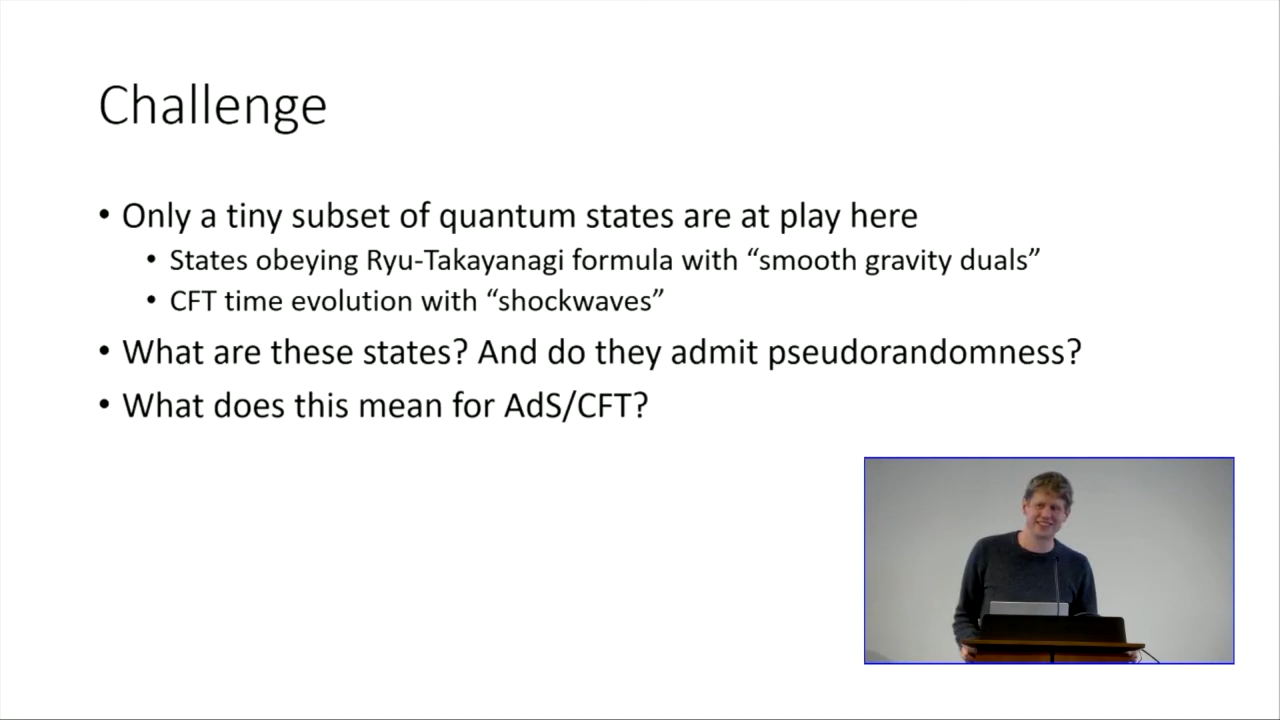 Challenge
• Only a tiny subset of quantum states are at play here
• States obeying Ryu-Takayanagi formula with “smooth gravity duals”
• CFT time evolution with “shockwaves”
• What are these states? And do they admit pseudorandomness?
• What does this mean for AdS/CFT?